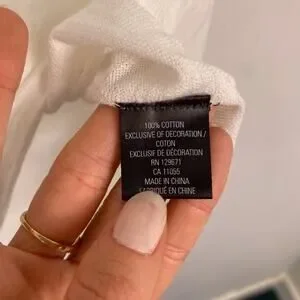 100% COTTON
EXCLUSIVE OF DECORATION /
COTON
EXCLUSIF DE DÉCORATION
RN 129671
CA 11055
MADE IN CHINA
FABRIQUÉ EN CHINE